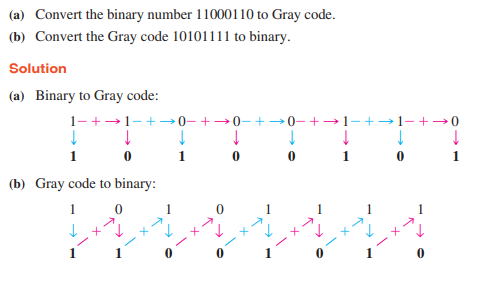 (a) Convert the binary number 11000110 to Gray code.
(b) Convert the Gray code 10101111 to binary.
Solution
(a) Binary to Gray code:
1 – + → 1 – + → 0 – + → 0 – + → 0 – + → 1 – + → 1 – + → 0
↓ ↓ ↓ ↓ ↓ ↓ ↓ ↓
1 0 1 0 0 1 0 1
(b) Gray code to binary:
1 0 1 0 1 1 1 1
↓ + ↓ + ↓ + ↓ + ↓ + ↓ + ↓ + ↓
1 1 0 0 1 0 1 0